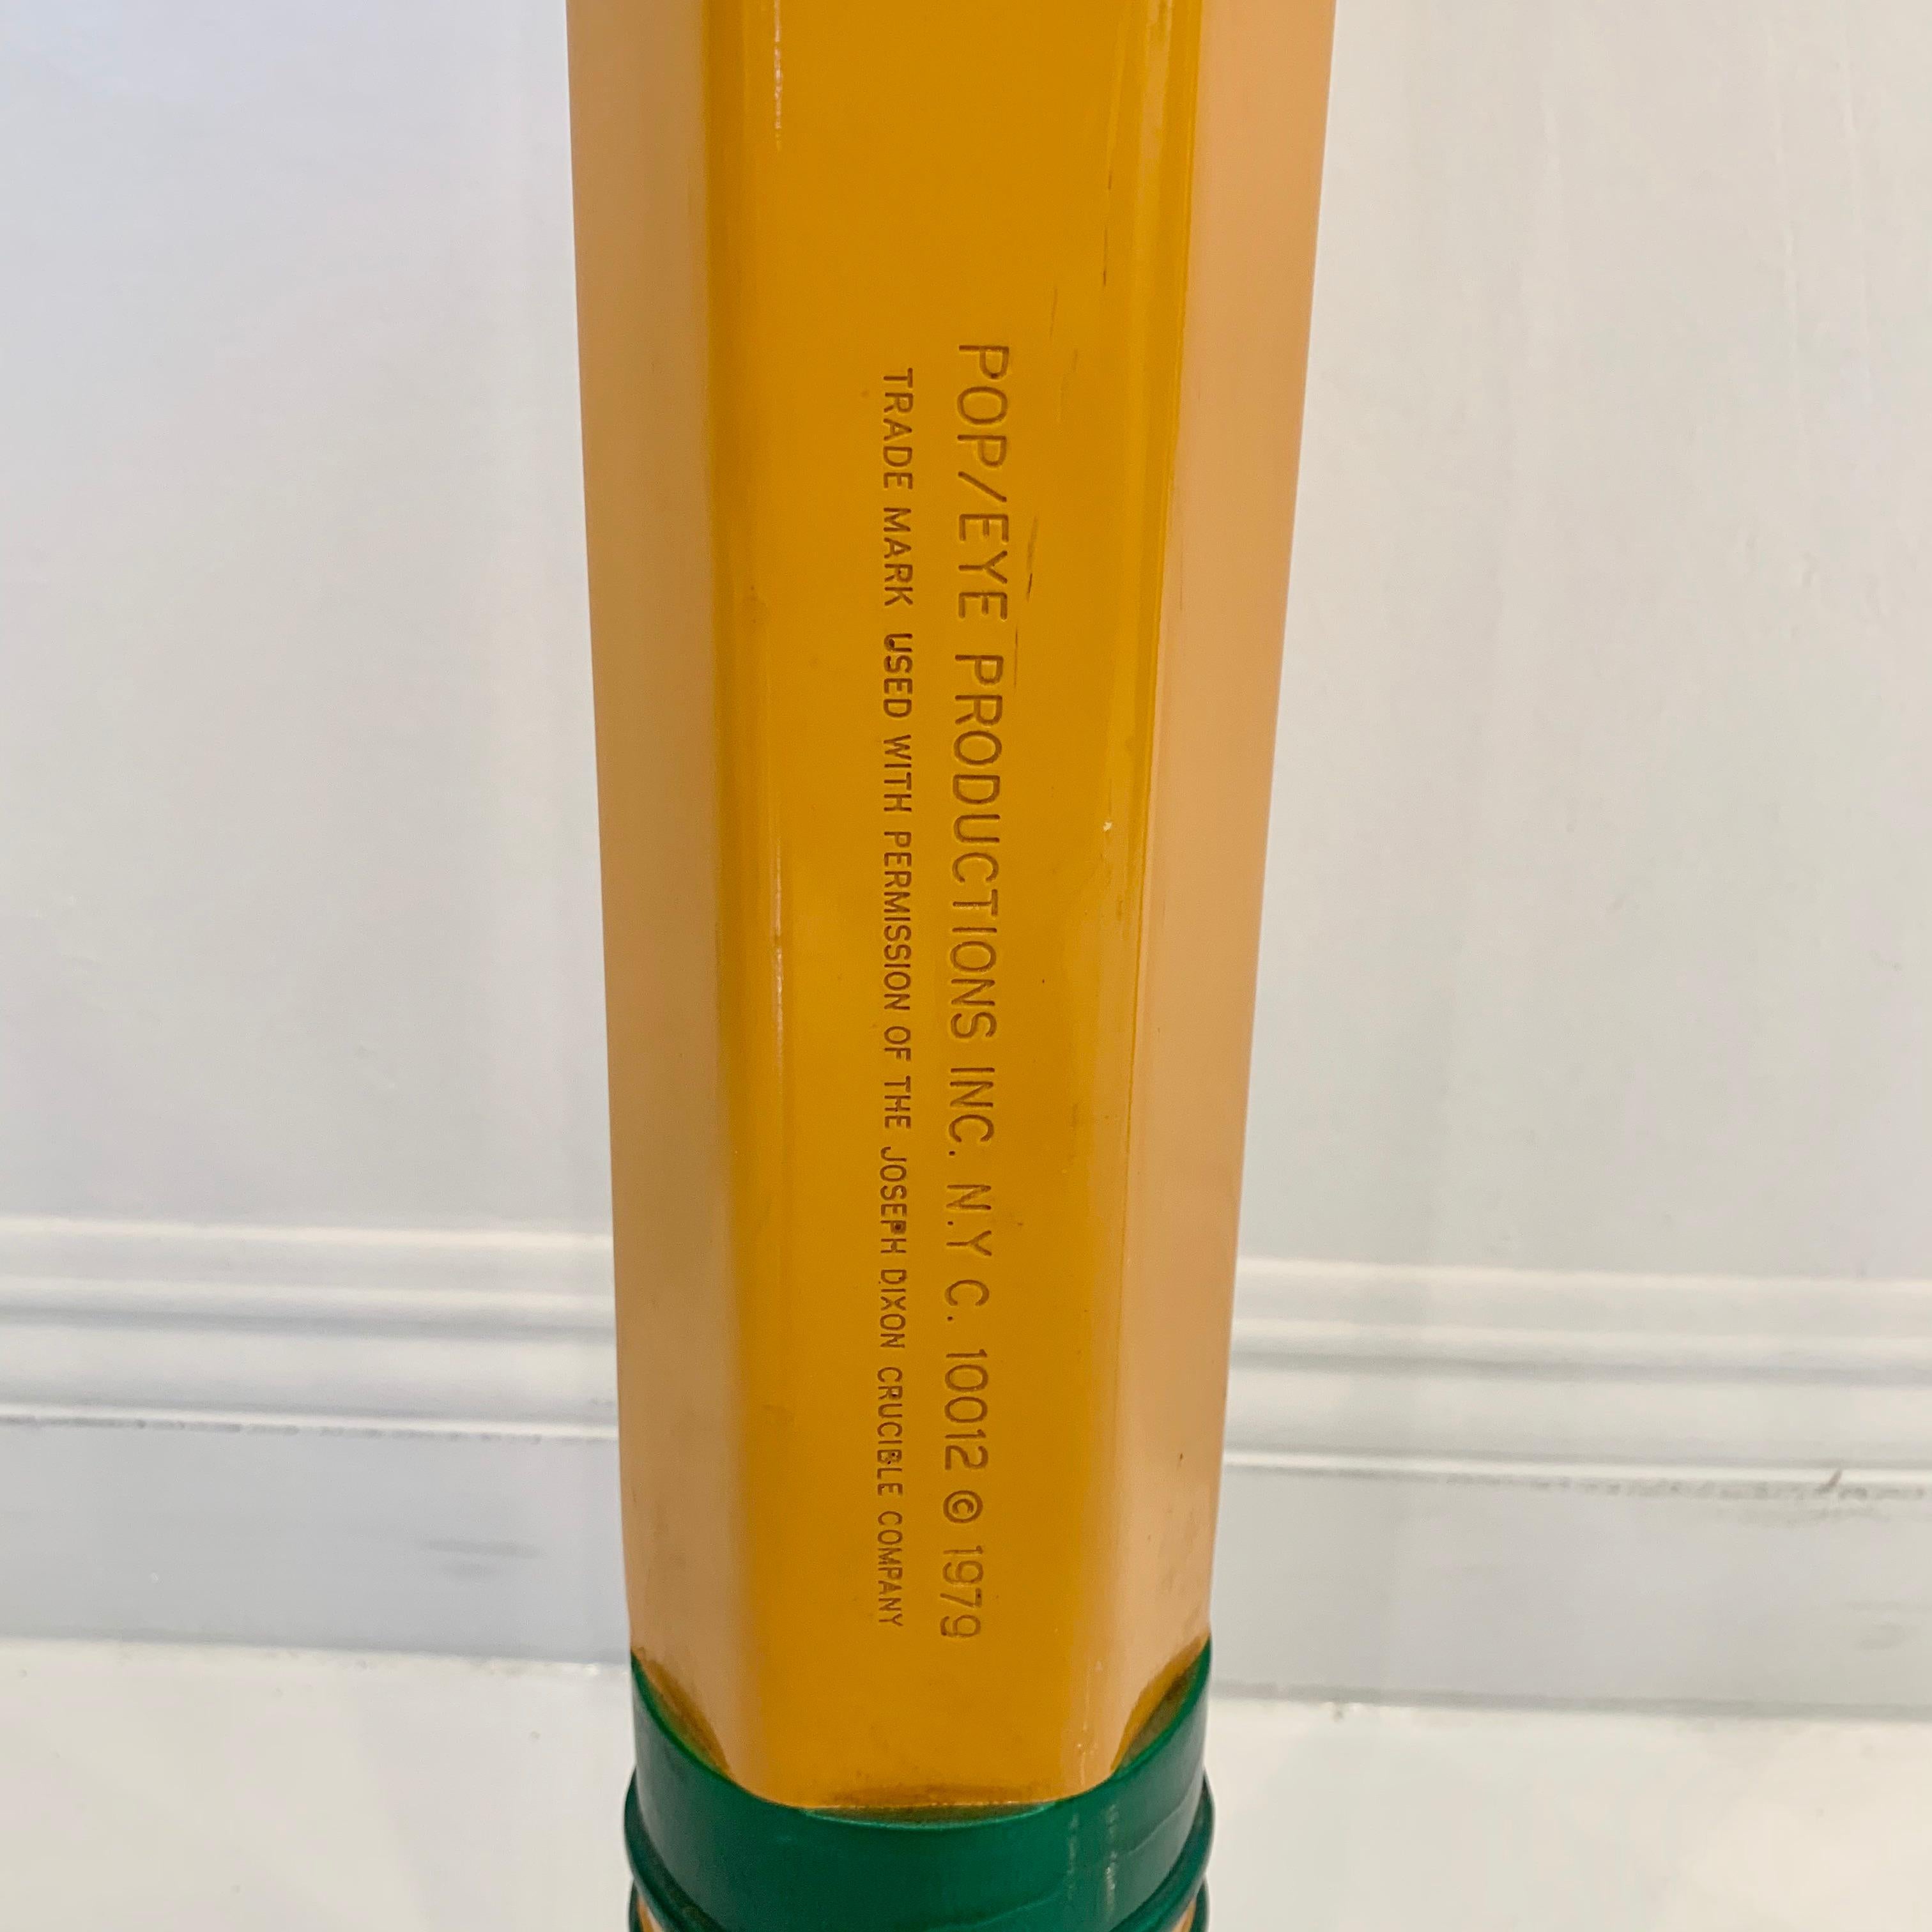 POP/EYE PRODUCTIONS INC. N.Y C. 10012 © 1979
TRADE MARK USED WITH PERMISSION OF THE JOSEPH DIXON CRUCIBLE COMPANY